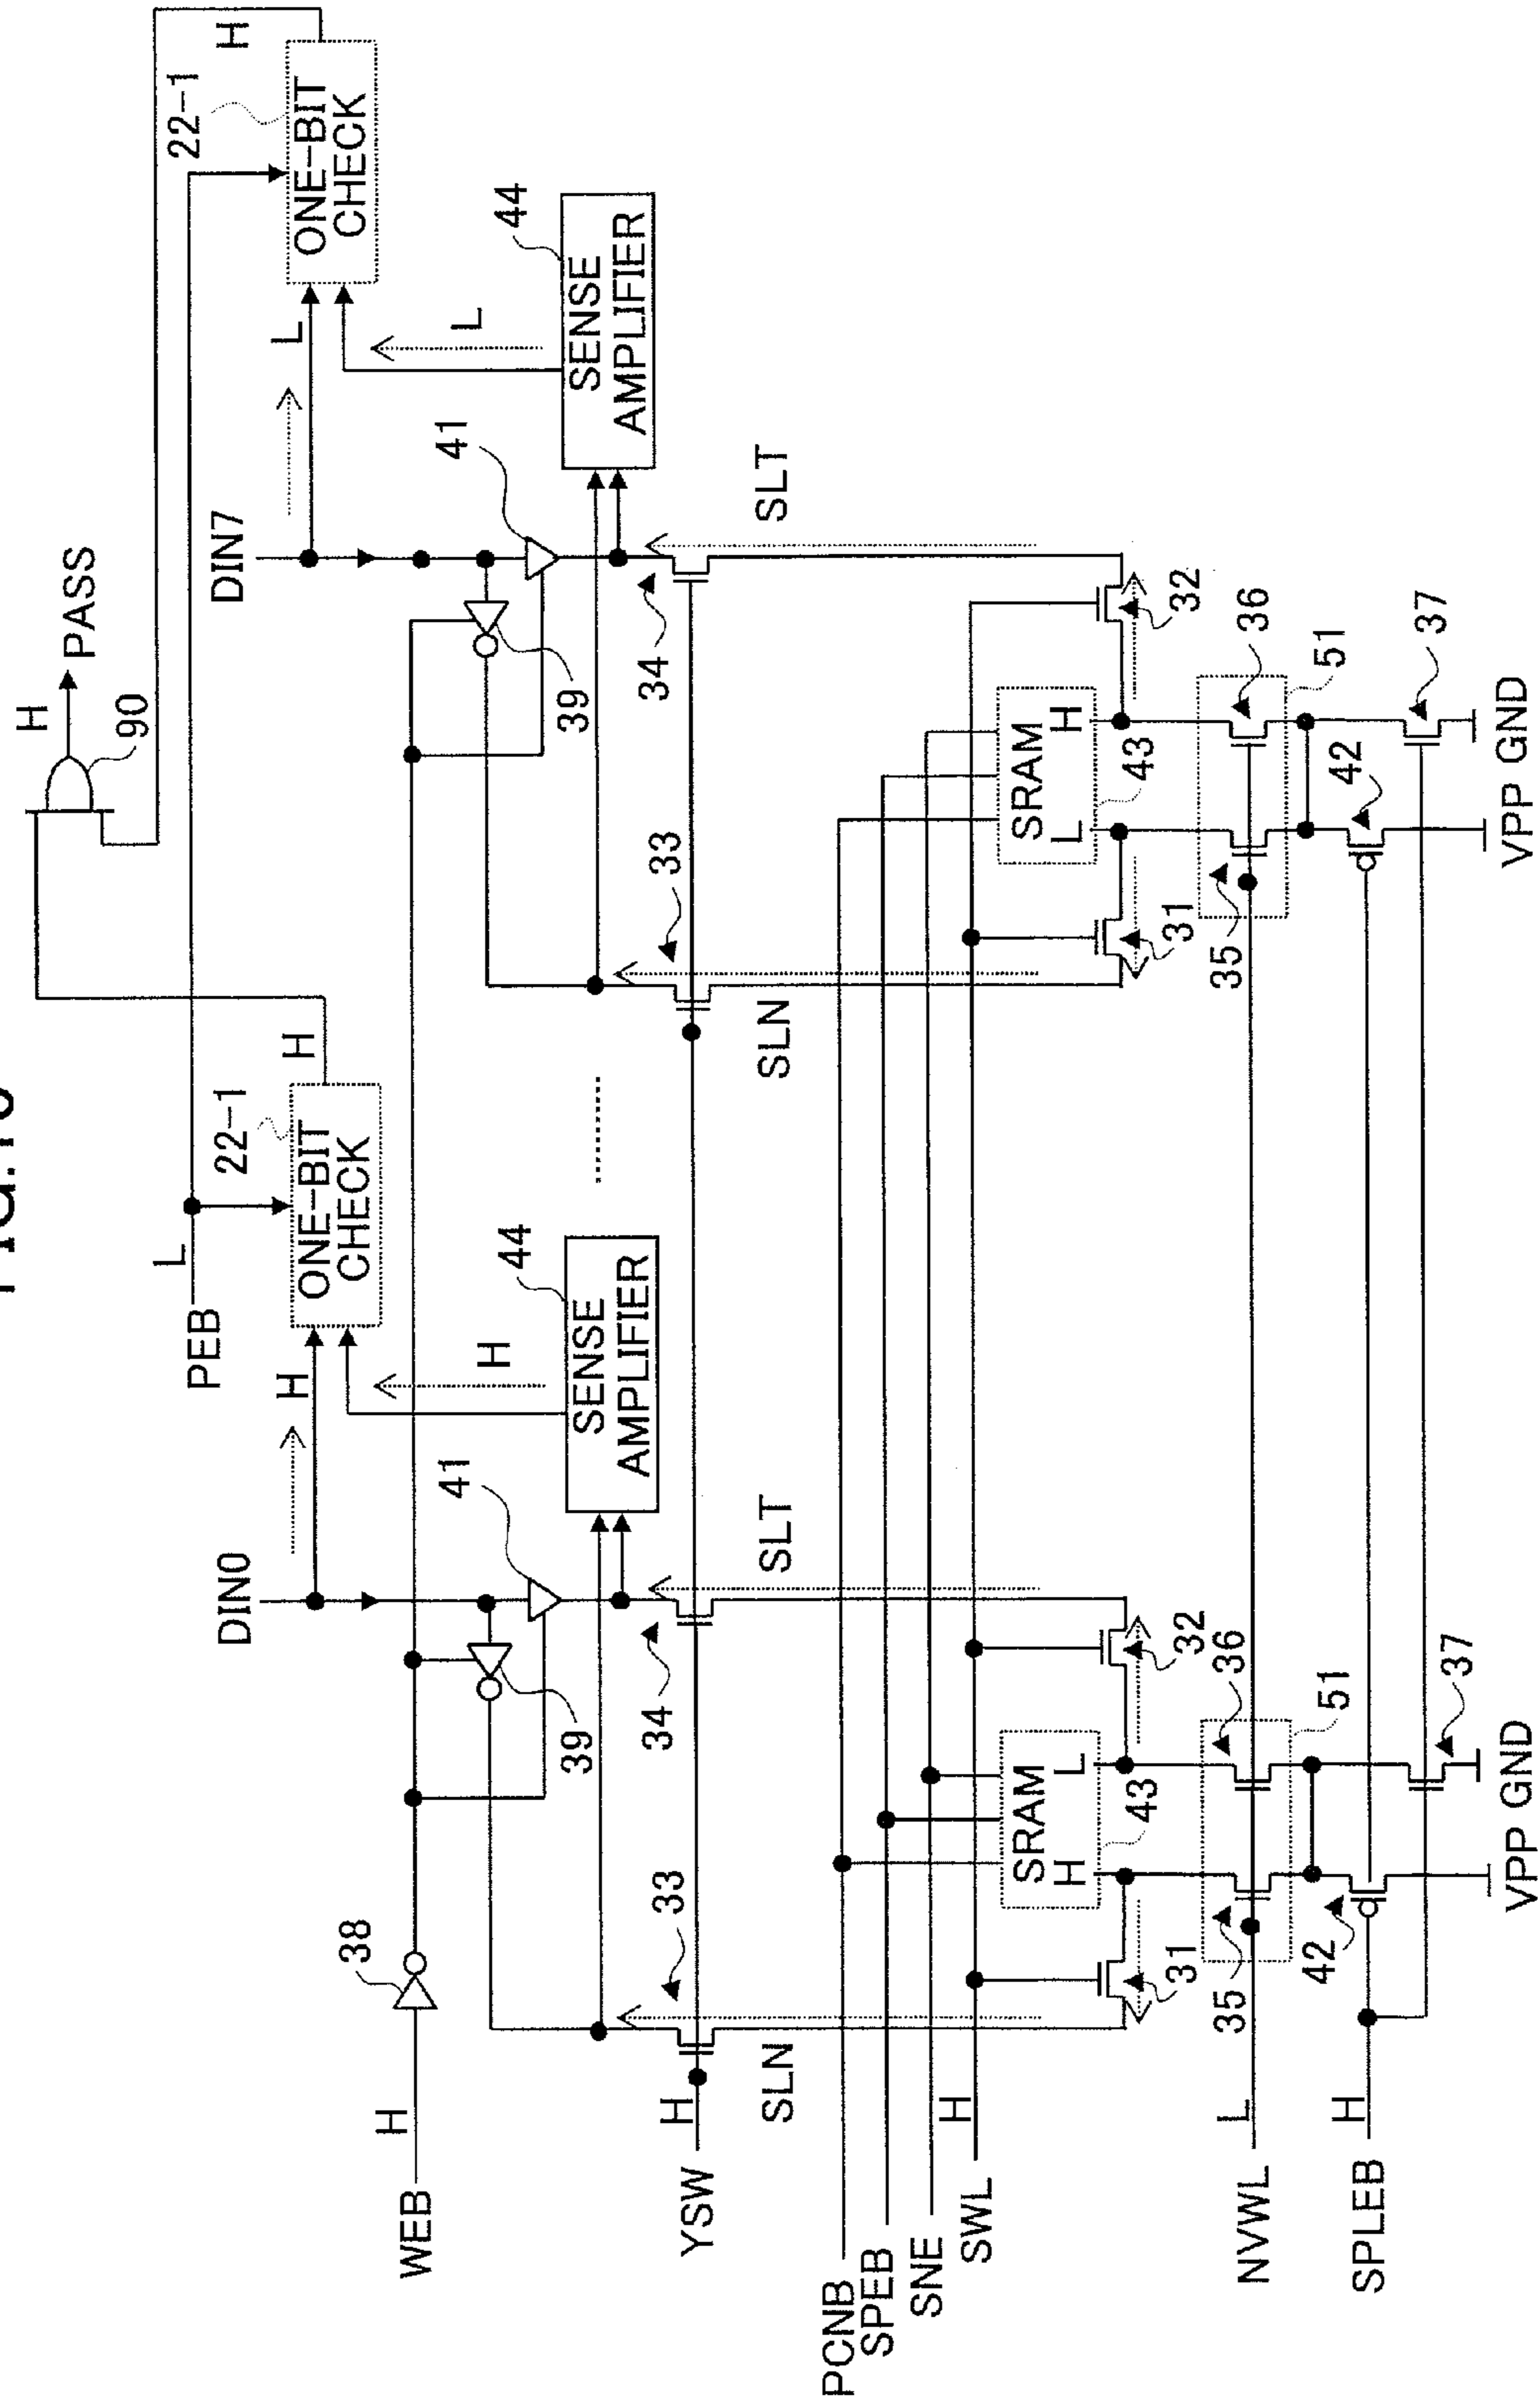 H
PASS
90
H
22-1
ONE-BIT
CHECK
PEB
L
H
22-1
ONE-BIT
CHECK
DIN0
H
H
SENSE
AMPLIFIER
44
DIN7
L
L
SENSE
AMPLIFIER
44
WEB
H
38
39
41
39
41
YSW
H
33
34
33
34
SLN
SLT
SLN
SLT
PCNB
SPEB
SNE
SWL
H
SRAM
H
L
43
31
32
SRAM
L
H
43
31
32
NVWL
L
35
36
51
35
36
51
SPLEB
H
42
37
42
37
VPP
GND
VPP
GND